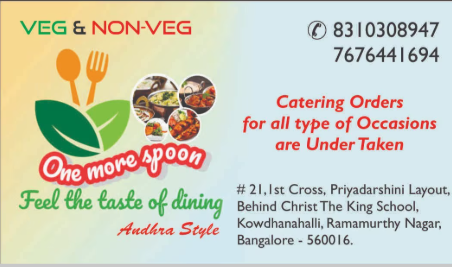 VEG & NON-VEG
One more spoon
Feel the taste of dining
Andhra Style
8310308947
7676441694
Catering Orders
for all type of Occasions
are Under Taken
# 21, 1st Cross, Priyadarshini Layout,
Behind Christ The King School,
Kowdhanahalli, Ramamurthy Nagar,
Bangalore - 560016.